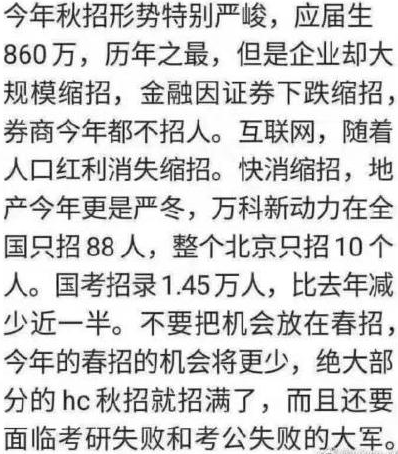 今年秋招形势特别严峻，应届生
860万，历年之最，但是企业却大
规模缩招，金融因证券下跌缩招，
券商今年都不招人。互联网，随着
人口红利消失缩招。快消缩招，地
产今年更是严冬，万科新动力在全
国只招88人，整个北京只招10个
人。国考招录1.45万人，比去年减
少近一半。不要把机会放在春招，
今年的春招的机会将更少，绝大部
分的hc秋招就招满了，而且还要
面临考研失败和考公失败的大军。